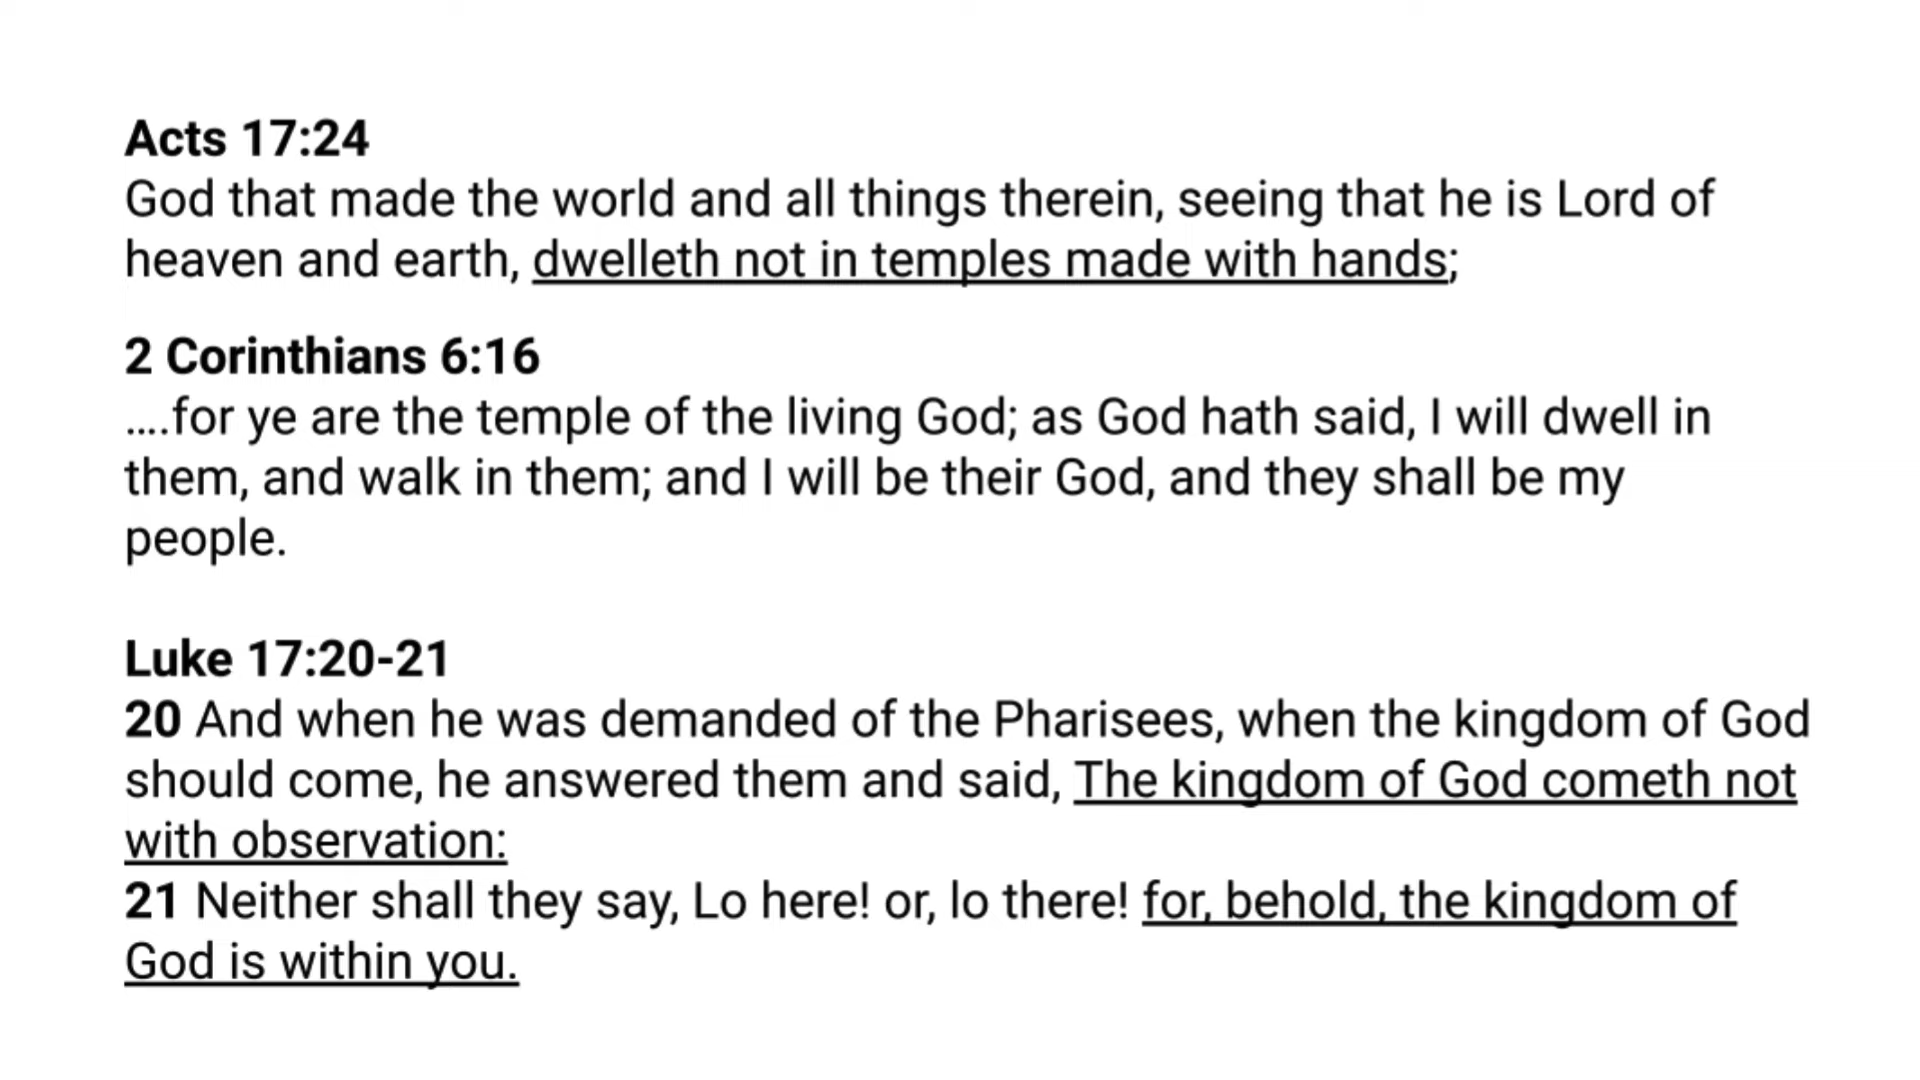 Acts 17:24
God that made the world and all things therein, seeing that he is Lord of
heaven and earth, dwelleth not in temples made with hands;
2 Corinthians 6:16
....for ye are the temple of the living God; as God hath said, I will dwell in
them, and walk in them; and I will be their God, and they shall be my
people.
Luke 17:20-21
20 And when he was demanded of the Pharisees, when the kingdom of God
should come, he answered them and said, The kingdom of God cometh not
with observation:
21 Neither shall they say, Lo here! or, lo there! for, behold, the kingdom of
God is within you.